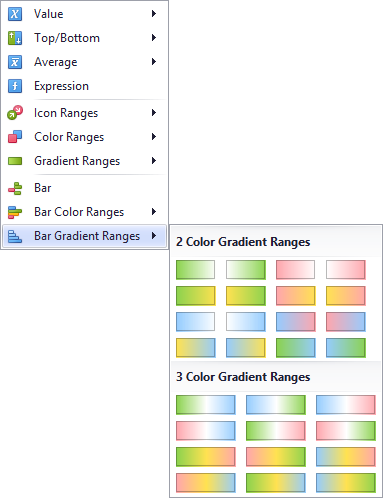 Value
Top/Bottom
Average
Expression
Icon Ranges
Color Ranges
Gradient Ranges
Bar
Bar Color Ranges
Bar Gradient Ranges
2 Color Gradient Ranges
3 Color Gradient Ranges